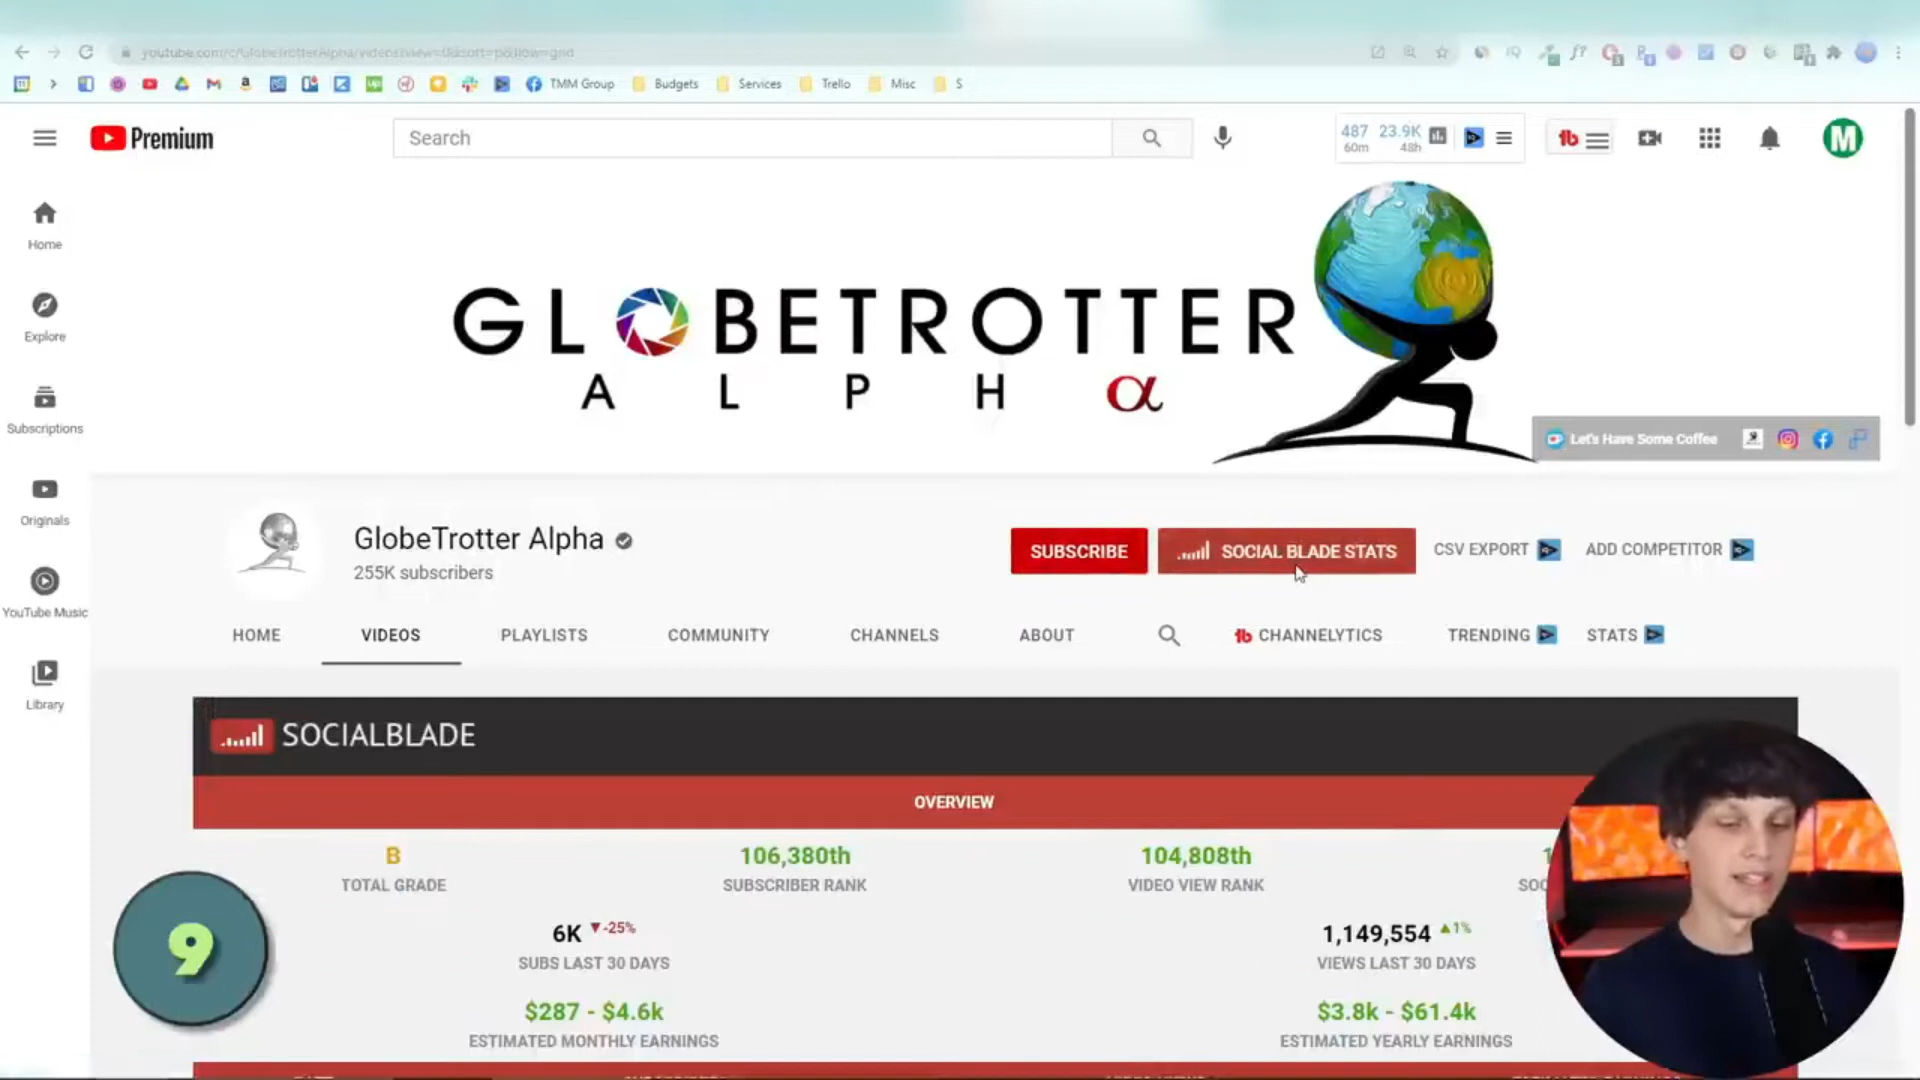 TMM Group
Budgets
Services
Trello
Misc
S
Premium
Search
487 23.9K
60m 48h
M
Home
Explore
Subscriptions
Originals
YouTube Music
Library
GLOBETROTTER
ALPHα
Let's Have Some Coffee
GlobeTrotter Alpha
255K subscribers
SUBSCRIBE
SOCIAL BLADE STATS
CSV EXPORT
ADD COMPETITOR
HOME
VIDEOS
PLAYLISTS
COMMUNITY
CHANNELS
ABOUT
CHANNELYTICS
TRENDING
STATS
SOCIALBLADE
OVERVIEW
B
106,380th
104,808th
TOTAL GRADE
SUBSCRIBER RANK
VIDEO VIEW RANK
6K ▼-25%
1,149,554 ▲1%
SUBS LAST 30 DAYS
VIEWS LAST 30 DAYS
$287 - $4.6k
$3.8k - $61.4k
ESTIMATED MONTHLY EARNINGS
ESTIMATED YEARLY EARNINGS
9